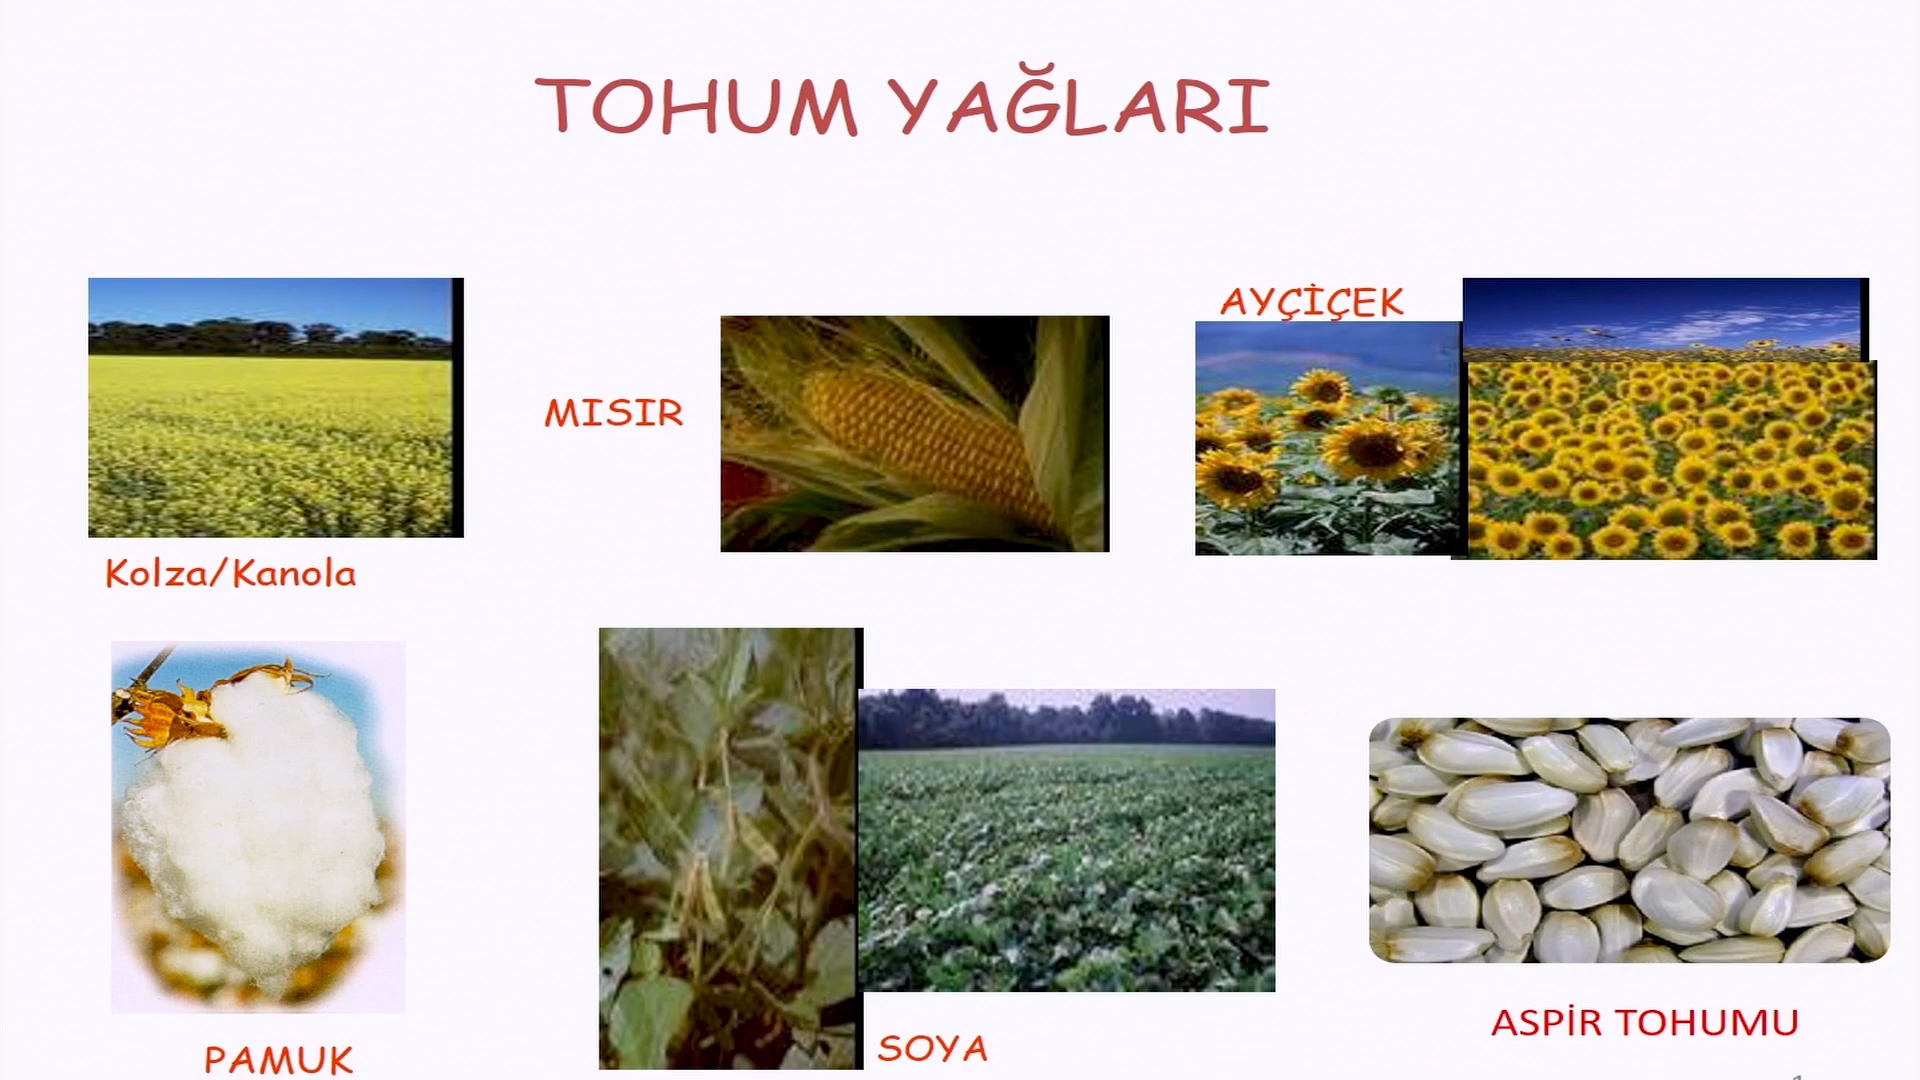 TOHUM YAĞLARI
AYÇİÇEK
MISIR
Kolza/Kanola
PAMUK
SOYA
ASPİR TOHUMU